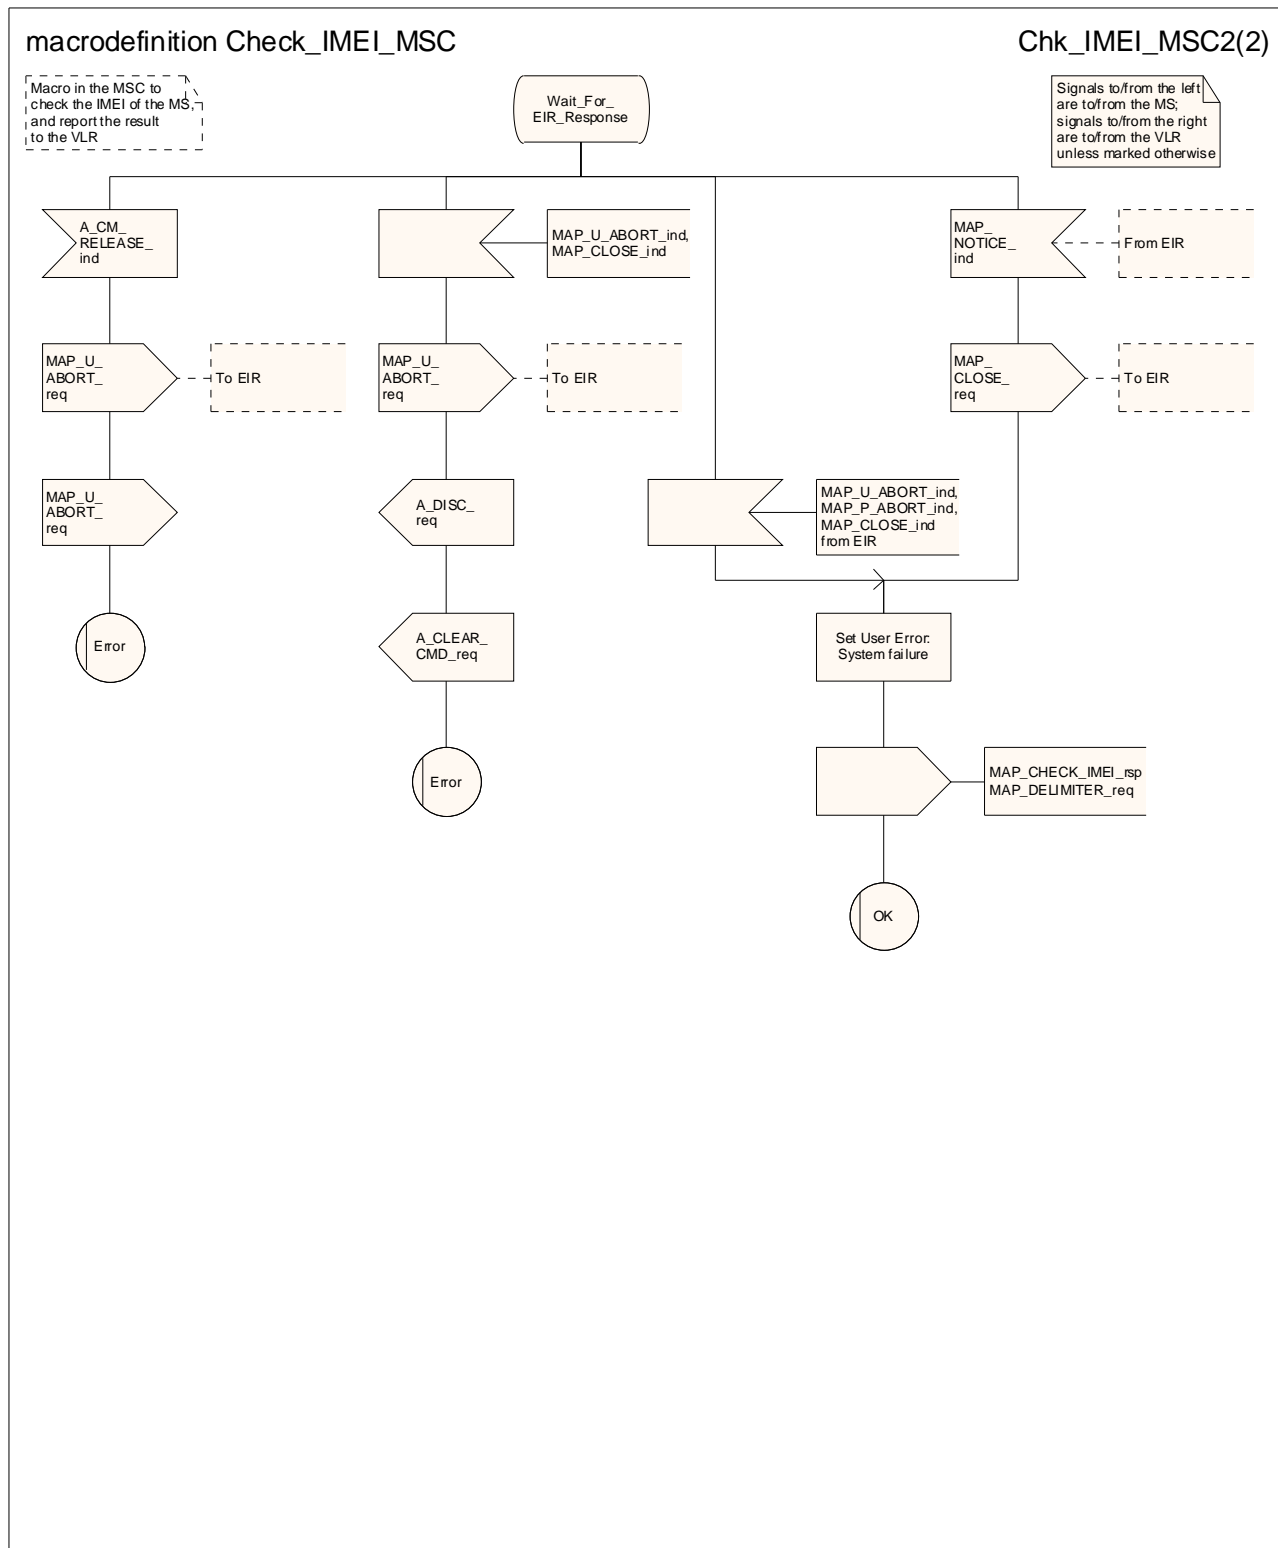 macrodefinition Check_IMEI_MSC
Chk_IMEI_MSC2(2)
Macro in the MSC to
check the IMEI of the MS,
and report the result
to the VLR
Wait_For_
EIR_Response
Signals to/from the left
are to/from the MS;
signals to/from the right
are to/from the VLR
unless marked otherwise
A_CM_
RELEASE_
ind
MAP_U_ABORT_ind,
MAP_CLOSE_ind
MAP_
NOTICE_
ind
From EIR
MAP_U_
ABORT_
req
To EIR
MAP_U_
ABORT_
req
To EIR
MAP_
CLOSE_
req
To EIR
MAP_U_
ABORT_
req
A_DISC_
req
MAP_U_ABORT_ind,
MAP_P_ABORT_ind,
MAP_CLOSE_ind
from EIR
Error
A_CLEAR_
CMD_req
Set User Error:
System failure
Error
MAP_CHECK_IMEI_rsp
MAP_DELIMITER_req
OK